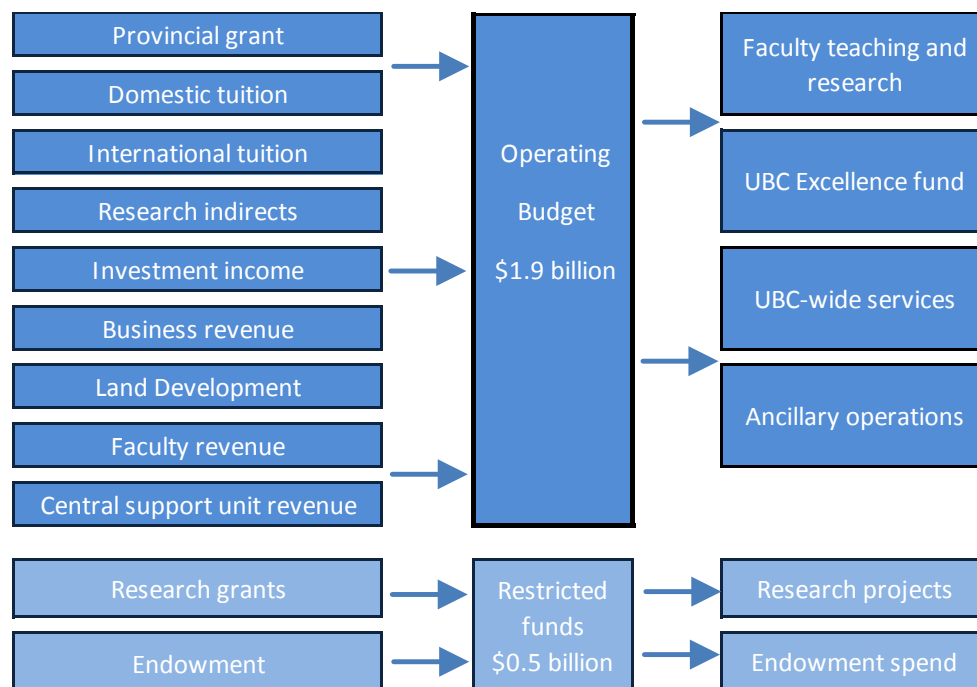 Provincial grant
Domestic tuition
International tuition
Research indirects
Investment income
Business revenue
Land Development
Faculty revenue
Central support unit revenue
Operating
Budget
$1.9 billion
Faculty teaching and
research
UBC Excellence fund
UBC-wide services
Ancillary operations
Research grants
Endowment
Restricted
funds
$0.5 billion
Research projects
Endowment spend